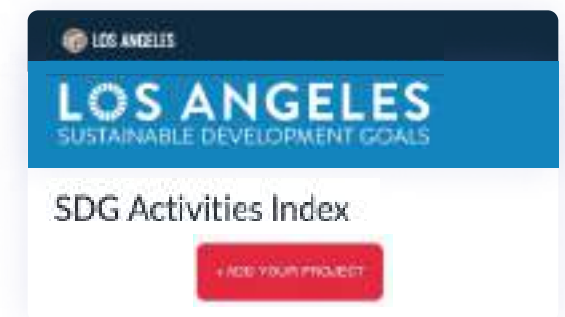 LOS ANGELES
LOS ANGELES
SUSTAINABLE DEVELOPMENT GOALS
SDG Activities Index
+ ADD YOUR PROJECT